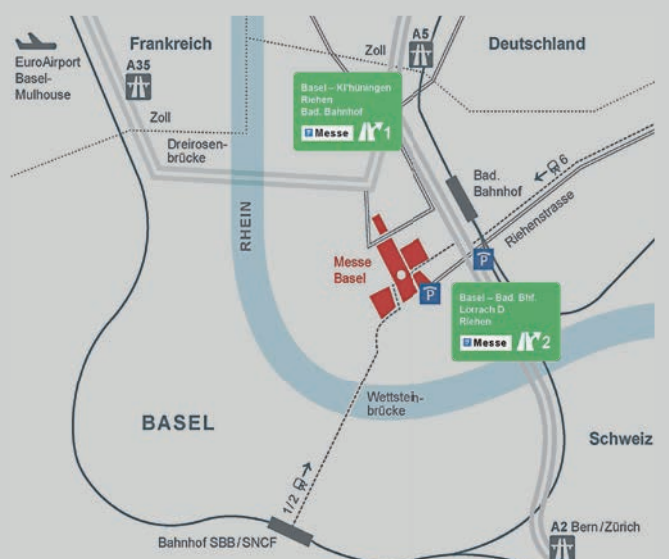 Frankreich
A5
Zoll
Deutschland
EuroAirport
Basel-
Mulhouse
A35
Basel – Kl'hüningen
Riehen
Bad. Bahnhof
P Messe 1
Zoll
Dreirosen-
brücke
6
Bad.
Bahnhof
RHEIN
Riehenstrasse
Messe
Basel
P
P
Basel – Bad. Bhf.
Lörrach D
Riehen
P Messe 2
Wettstein-
brücke
BASEL
Schweiz
1/2
A2 Bern/Zürich
Bahnhof SBB/SNCF